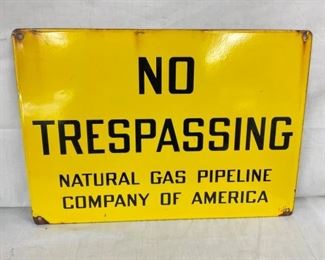 NO
TRESPASSING
NATURAL GAS PIPELINE
COMPANY OF AMERICA